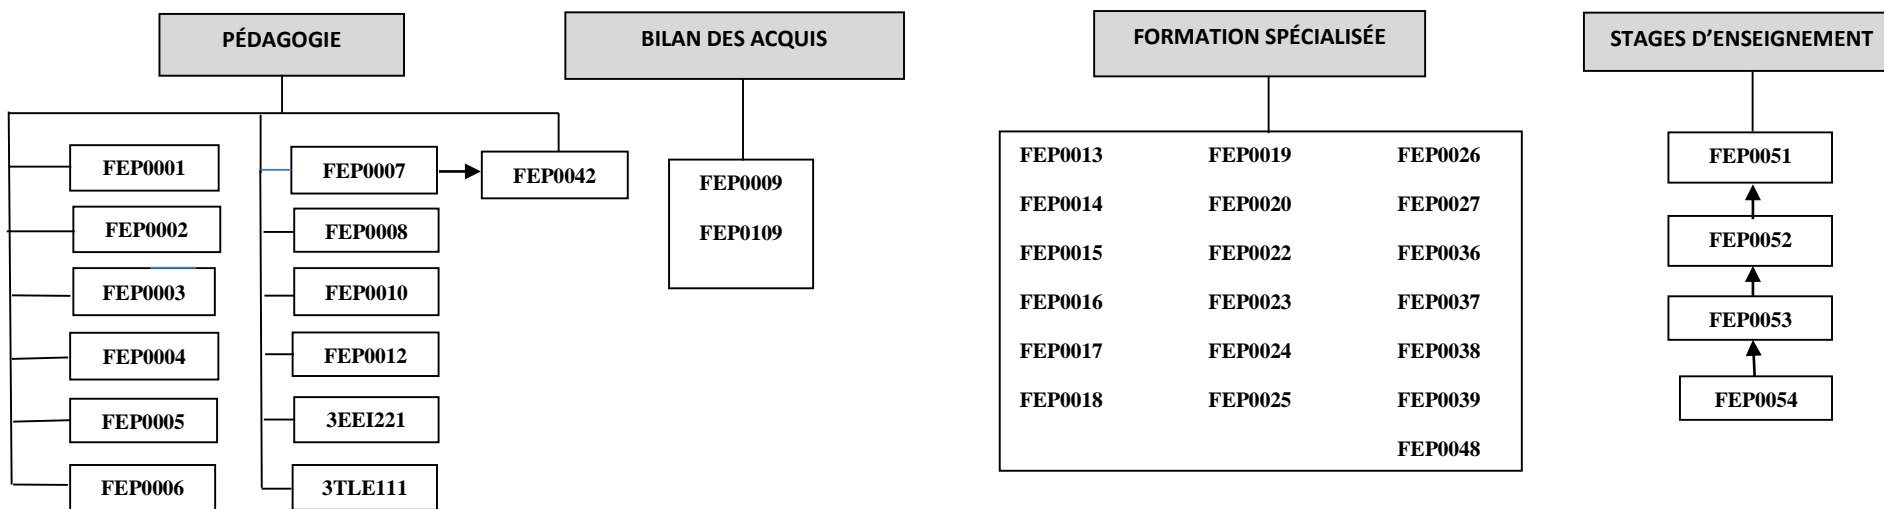 PÉDAGOGIE
FEP0001
FEP0002
FEP0003
FEP0004
FEP0005
FEP0006
FEP0007
FEP0008
FEP0010
FEP0012
3EEI221
3TLE111
FEP0042
BILAN DES ACQUIS
FEP0009
FEP0109
FORMATION SPÉCIALISÉE
FEP0013 FEP0019 FEP0026
FEP0014 FEP0020 FEP0027
FEP0015 FEP0022 FEP0036
FEP0016 FEP0023 FEP0037
FEP0017 FEP0024 FEP0038
FEP0018 FEP0025 FEP0039
FEP0048
STAGES D’ENSEIGNEMENT
FEP0051
FEP0052
FEP0053
FEP0054